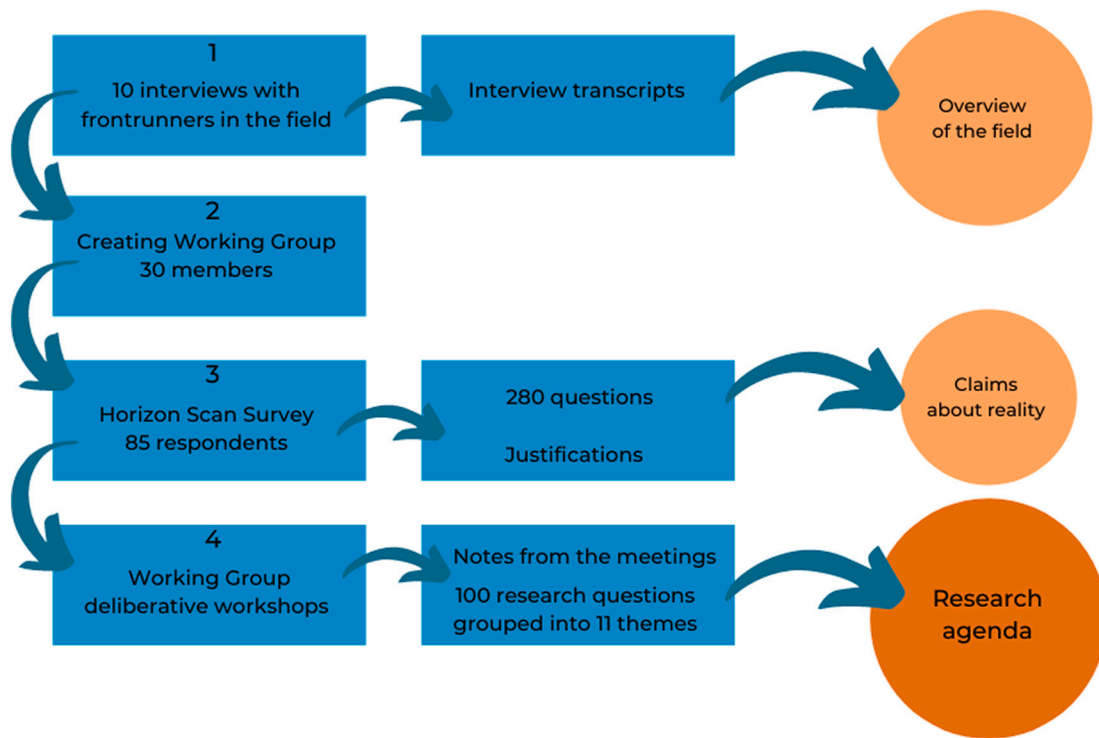 1
10 interviews with
frontrunners in the field
Interview transcripts
Overview
of the field
2
Creating Working Group
30 members
3
Horizon Scan Survey
85 respondents
280 questions
Justifications
Claims
about reality
4
Working Group
deliberative workshops
Notes from the meetings
100 research questions
grouped into 11 themes
Research
agenda